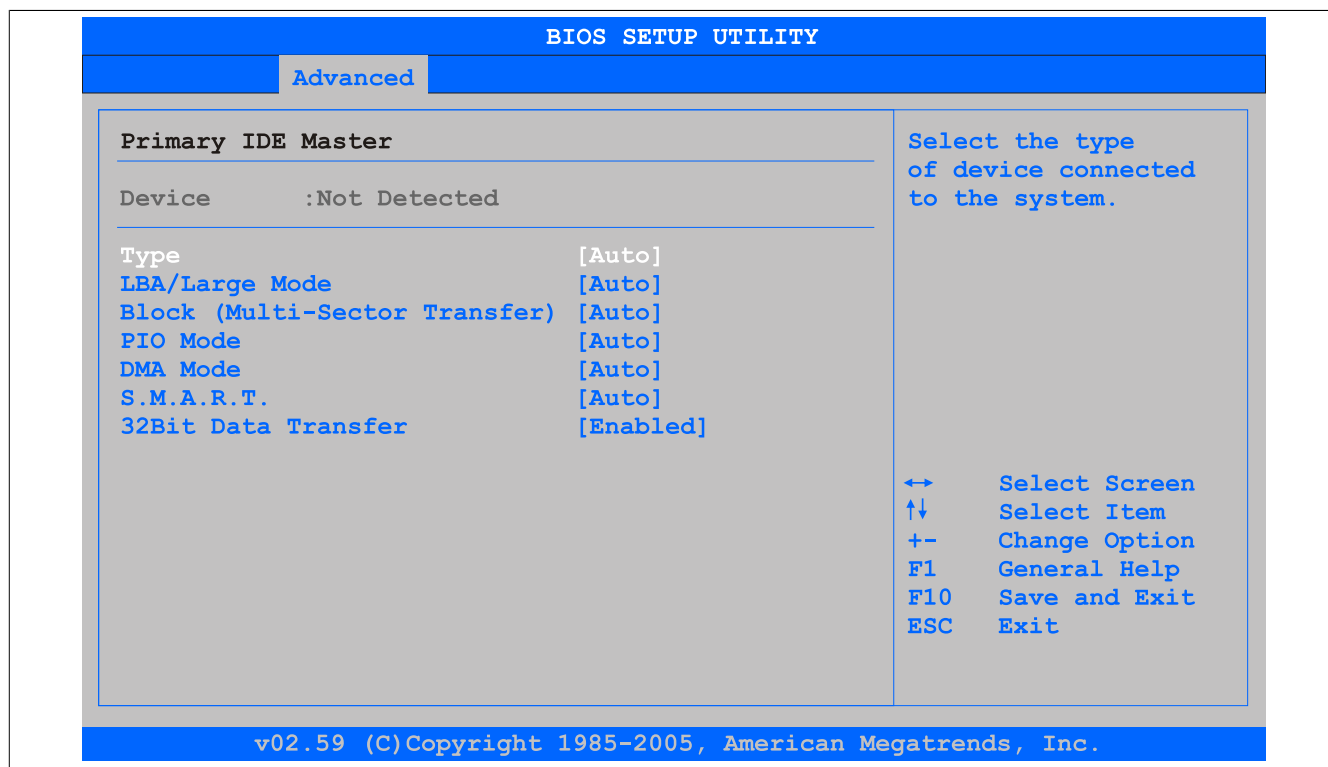 BIOS SETUP UTILITY
Advanced
Primary IDE Master
Device :Not Detected
Type [Auto]
LBA/Large Mode [Auto]
Block (Multi-Sector Transfer) [Auto]
PIO Mode [Auto]
DMA Mode [Auto]
S.M.A.R.T. [Auto]
32Bit Data Transfer [Enabled]
Select the type
of device connected
to the system.
↔ Select Screen
↑↓ Select Item
+- Change Option
F1 General Help
F10 Save and Exit
ESC Exit
v02.59 (C)Copyright 1985-2005, American Megatrends, Inc.